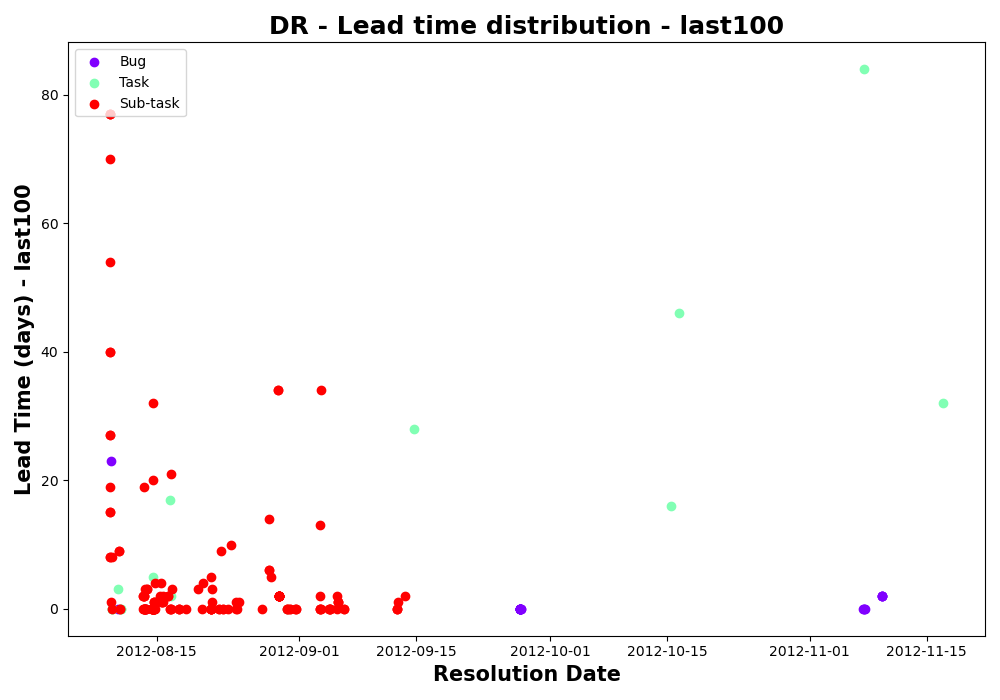 DR - Lead time distribution - last100
Bug
Task
Sub-task
Lead Time (days) - last100
80
60
40
20
0
2012-08-15 2012-09-01 2012-09-15 2012-10-01 2012-10-15 2012-11-01 2012-11-15
Resolution Date